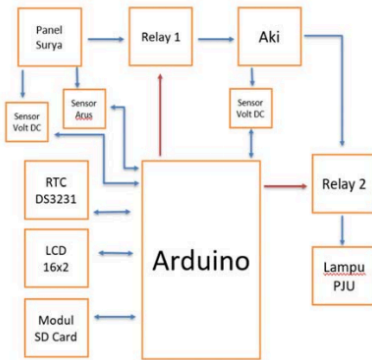 Panel
Surya
Relay 1
Aki
Sensor
Volt DC
Sensor
Arus
Sensor
Volt DC
RTC
DS3231
Relay 2
LCD
16x2
Arduino
Lampu
PJU
Modul
SD Card